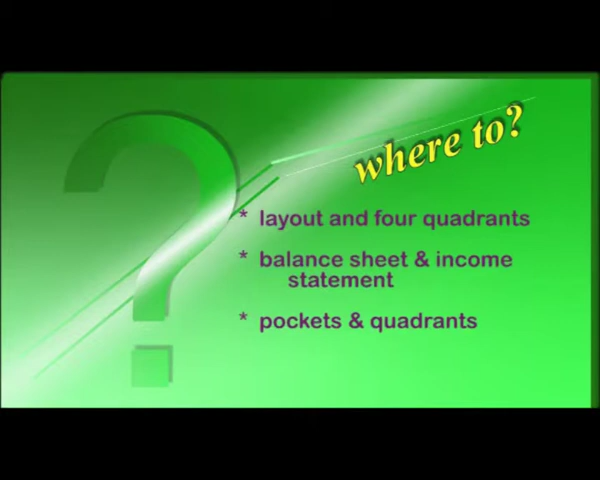 where to?
* layout and four quadrants
* balance sheet & income
statement
* pockets & quadrants